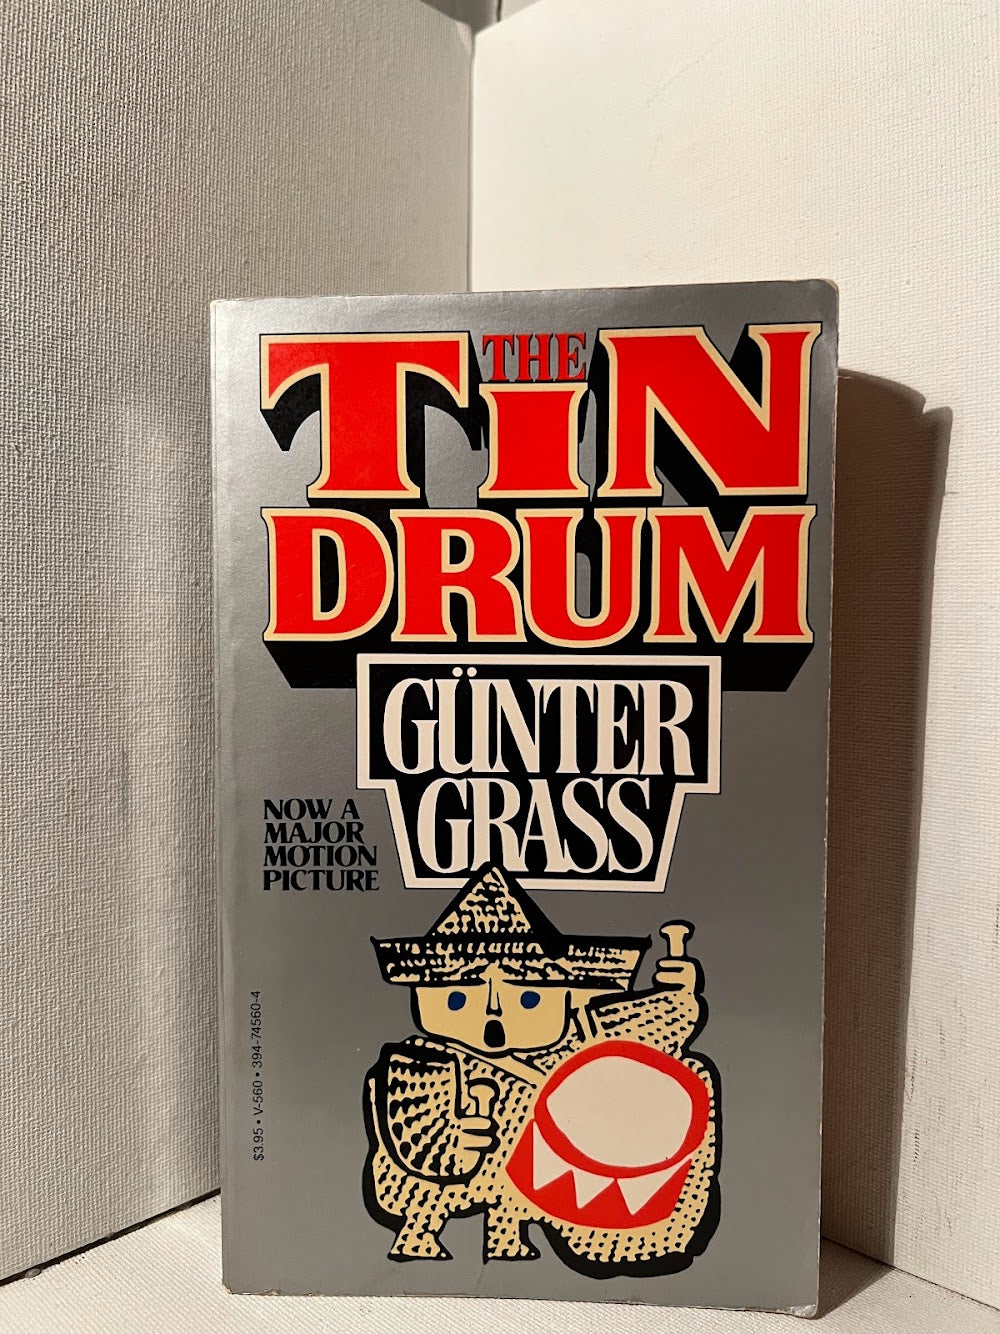 THE
TiN
DRUM
GÜNTER
GRASS
NOW A
MAJOR
MOTION
PICTURE
$3.95 • V-560 • 394-74560-4